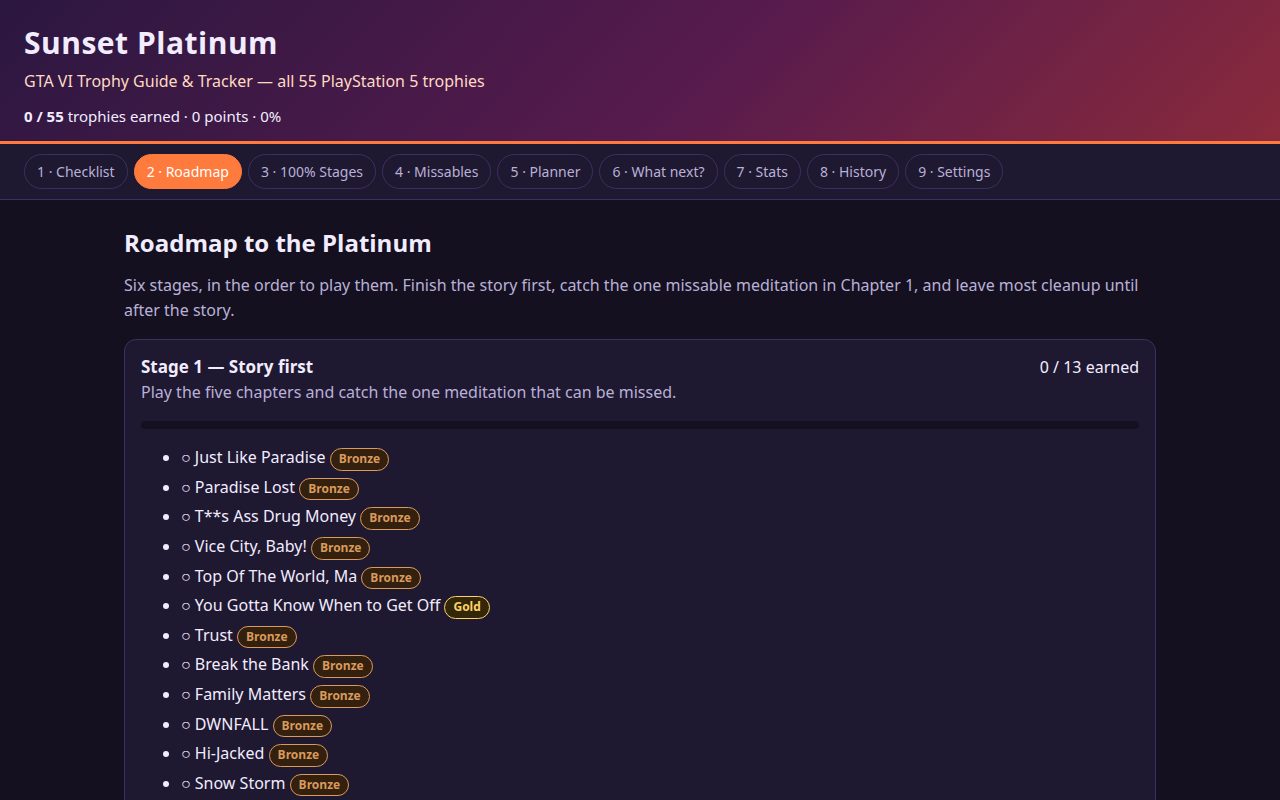 Sunset Platinum
GTA VI Trophy Guide & Tracker — all 55 PlayStation 5 trophies
0 / 55 trophies earned · 0 points · 0%
1 · Checklist
2 · Roadmap
3 · 100% Stages
4 · Missables
5 · Planner
6 · What next?
7 · Stats
8 · History
9 · Settings
Roadmap to the Platinum
Six stages, in the order to play them. Finish the story first, catch the one missable meditation in Chapter 1, and leave most cleanup until
after the story.
Stage 1 — Story first
0 / 13 earned
Play the five chapters and catch the one meditation that can be missed.
• ○ Just Like Paradise Bronze
• ○ Paradise Lost Bronze
• ○ T**s Ass Drug Money Bronze
• ○ Vice City, Baby! Bronze
• ○ Top Of The World, Ma Bronze
• ○ You Gotta Know When to Get Off Gold
• ○ Trust Bronze
• ○ Break the Bank Bronze
• ○ Family Matters Bronze
• ○ DWNFALL Bronze
• ○ Hi-Jacked Bronze
• ○ Snow Storm Bronze